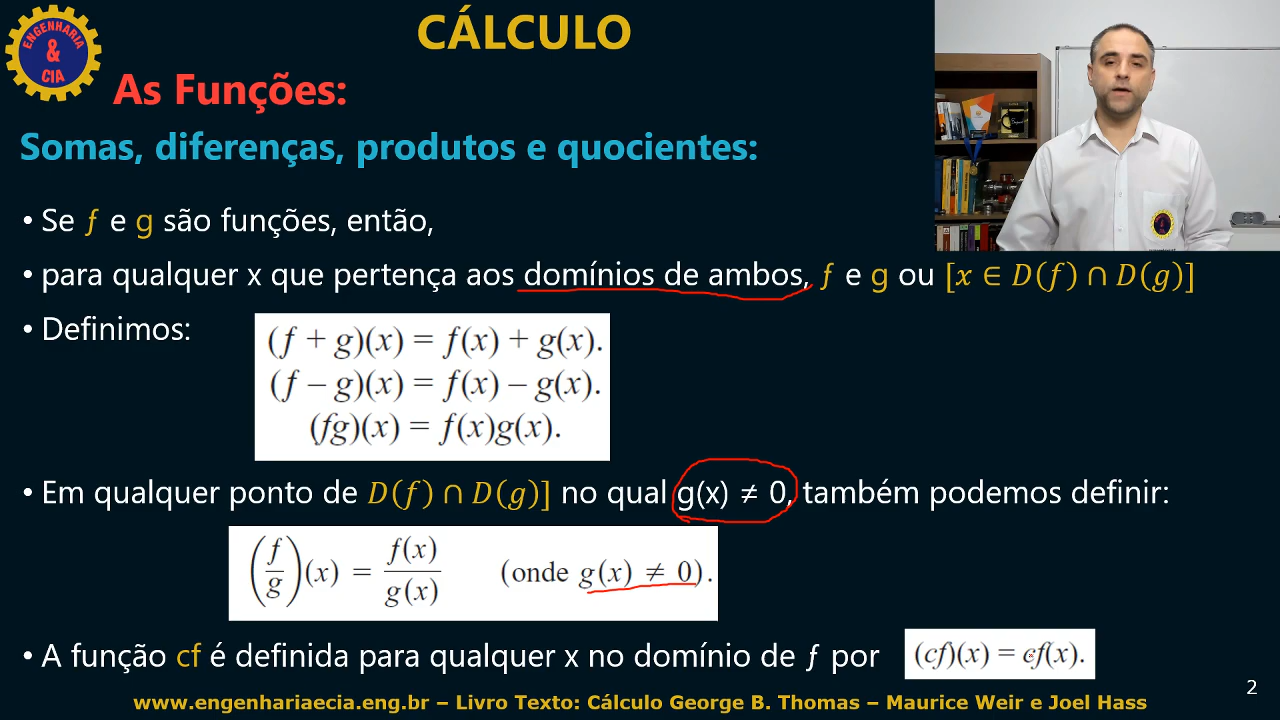 ENGENHARIA
&
CIA
CÁLCULO
As Funções:
Somas, diferenças, produtos e quocientes:
• Se ƒ e g são funções, então,
• para qualquer x que pertença aos domínios de ambos, ƒ e g ou [x ∈ D(f) ∩ D(g)]
• Definimos:
(f + g)(x) = f(x) + g(x).
(f – g)(x) = f(x) – g(x).
(fg)(x) = f(x)g(x).
• Em qualquer ponto de D(f) ∩ D(g)] no qual g(x) ≠ 0, também podemos definir:
(f/g)(x) = f(x)/g(x) (onde g(x) ≠ 0).
• A função cf é definida para qualquer x no domínio de ƒ por (cf)(x) = cf(x).
2
www.engenhariaecia.eng.br – Livro Texto: Cálculo George B. Thomas – Maurice Weir e Joel Hass